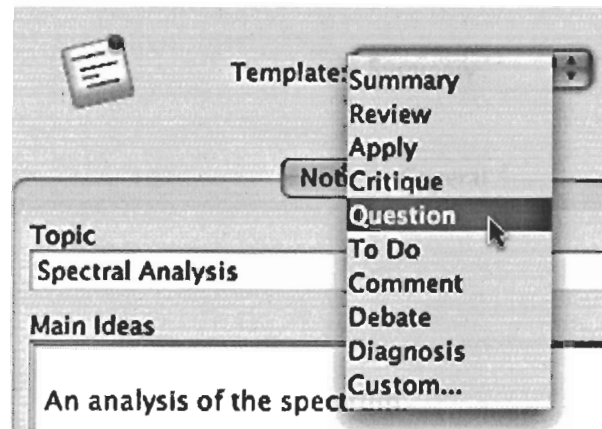 Template:
Summary
Review
Apply
Critique
Question
To Do
Comment
Debate
Diagnosis
Custom...
Topic
Spectral Analysis
Main Ideas
An analysis of the